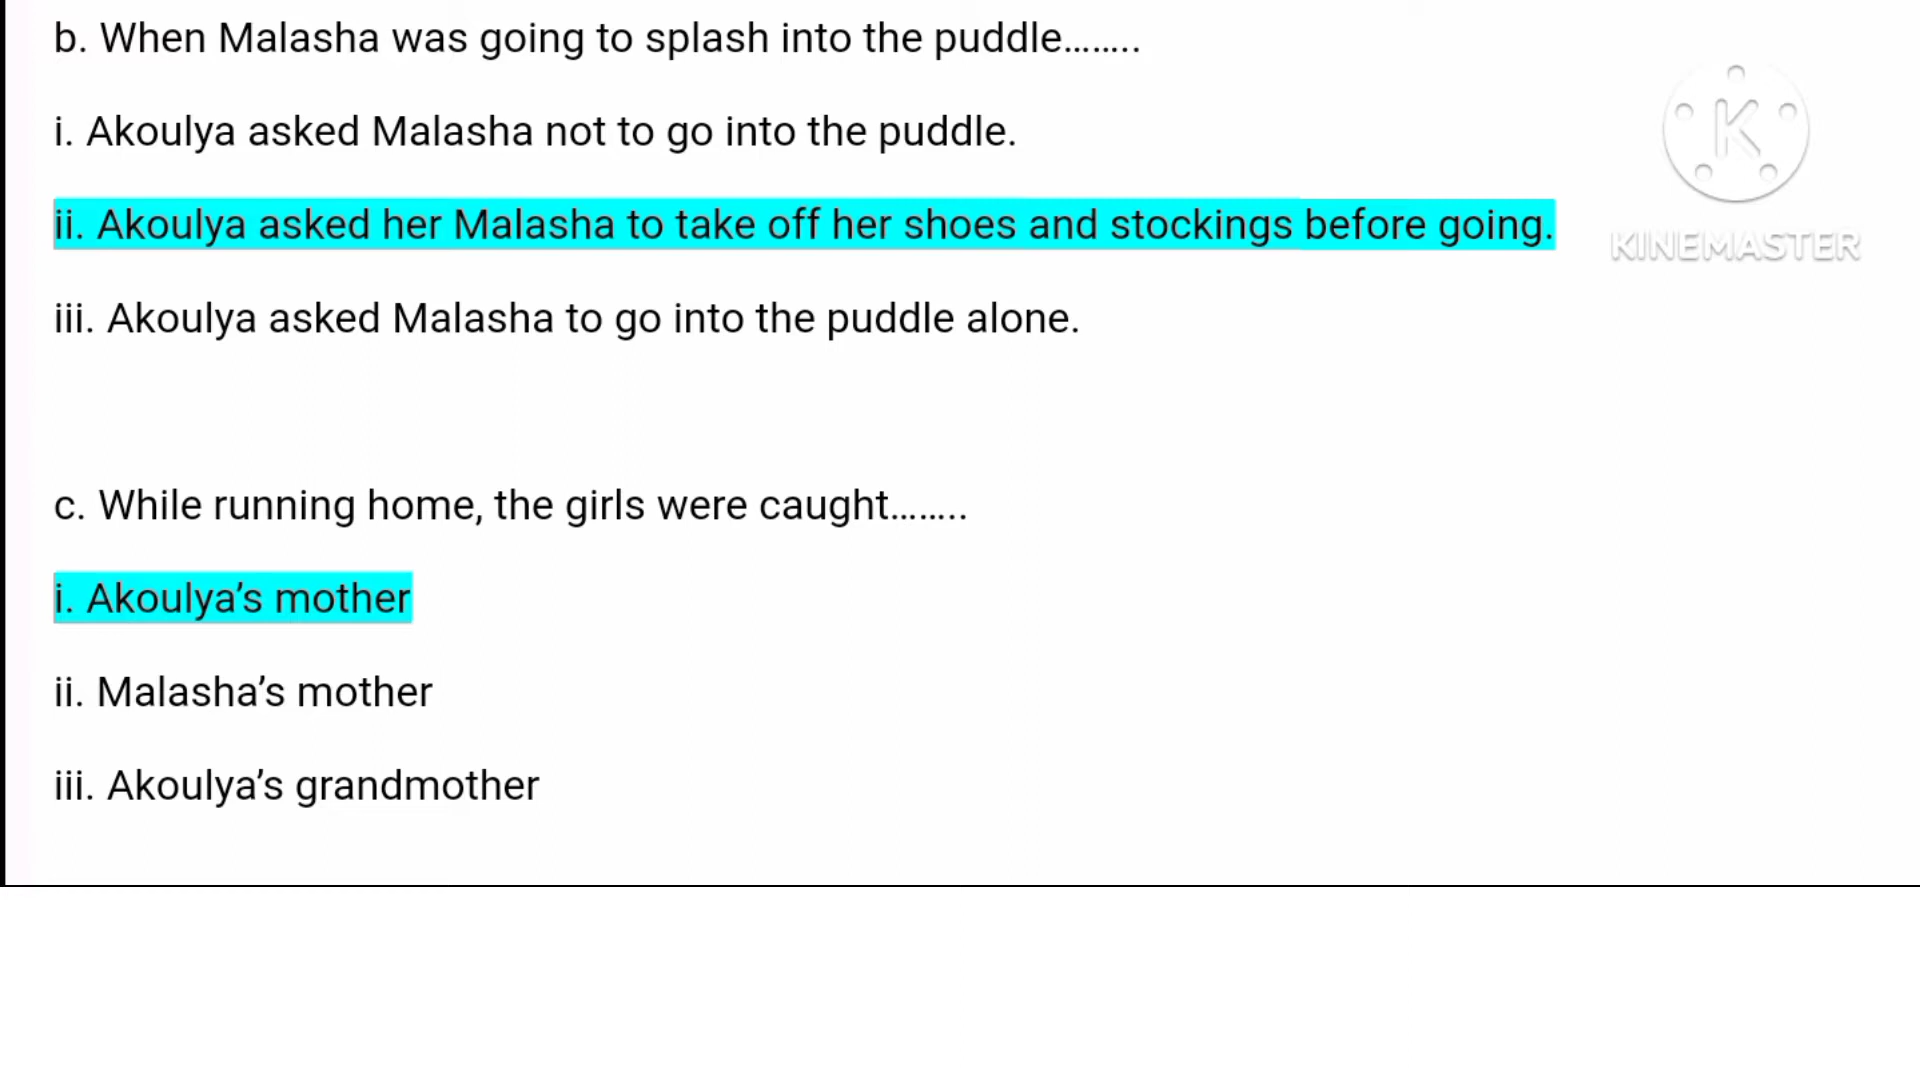 b. When Malasha was going to splash into the puddle........
i. Akoulya asked Malasha not to go into the puddle.
ii. Akoulya asked her Malasha to take off her shoes and stockings before going.
iii. Akoulya asked Malasha to go into the puddle alone.
c. While running home, the girls were caught........
i. Akoulya’s mother
ii. Malasha’s mother
iii. Akoulya’s grandmother
K
KINEMASTER